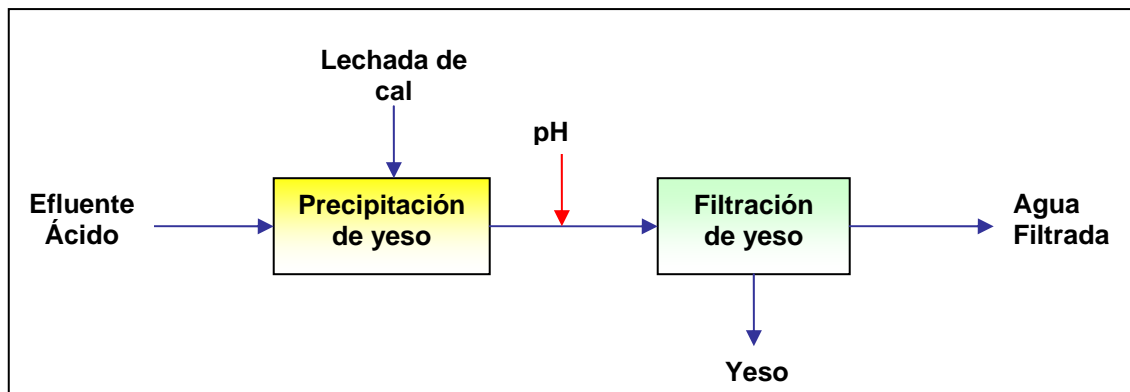 Lechada de
cal
pH
Efluente
Ácido
Precipitación
de yeso
Filtración
de yeso
Agua
Filtrada
Yeso